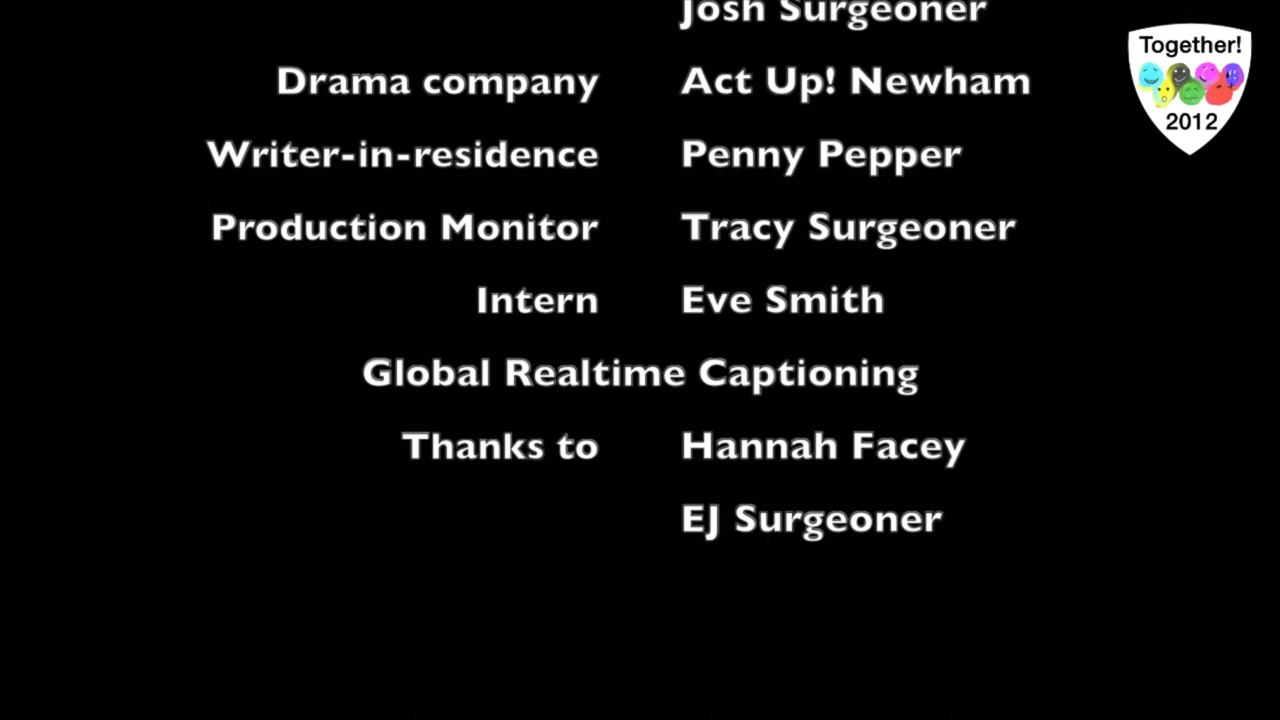 Josh Surgeoner
Drama company Act Up! Newham
Writer-in-residence Penny Pepper
Production Monitor Tracy Surgeoner
Intern Eve Smith
Global Realtime Captioning
Thanks to Hannah Facey
EJ Surgeoner
Together!
2012